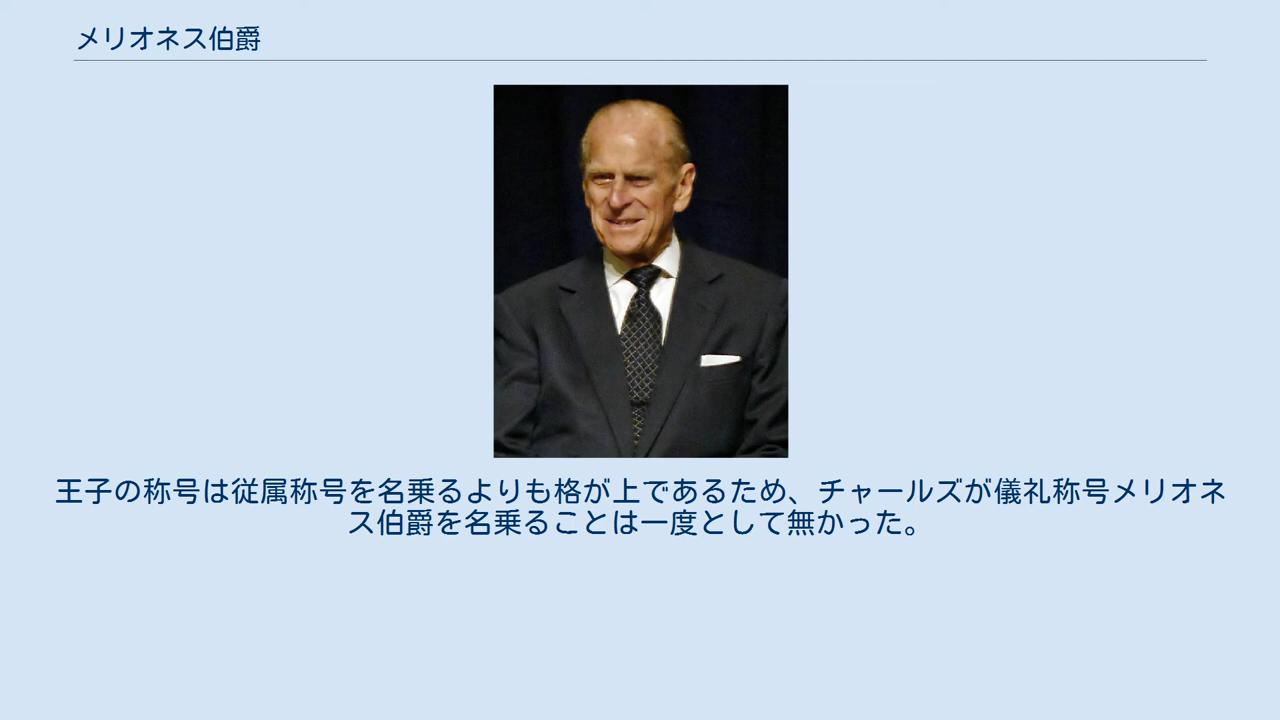 メリオネス伯爵
王子の称号は従属称号を名乗るよりも格が上であるため、チャールズが儀礼称号メリオネ
ス伯爵を名乗ることは一度として無かった。